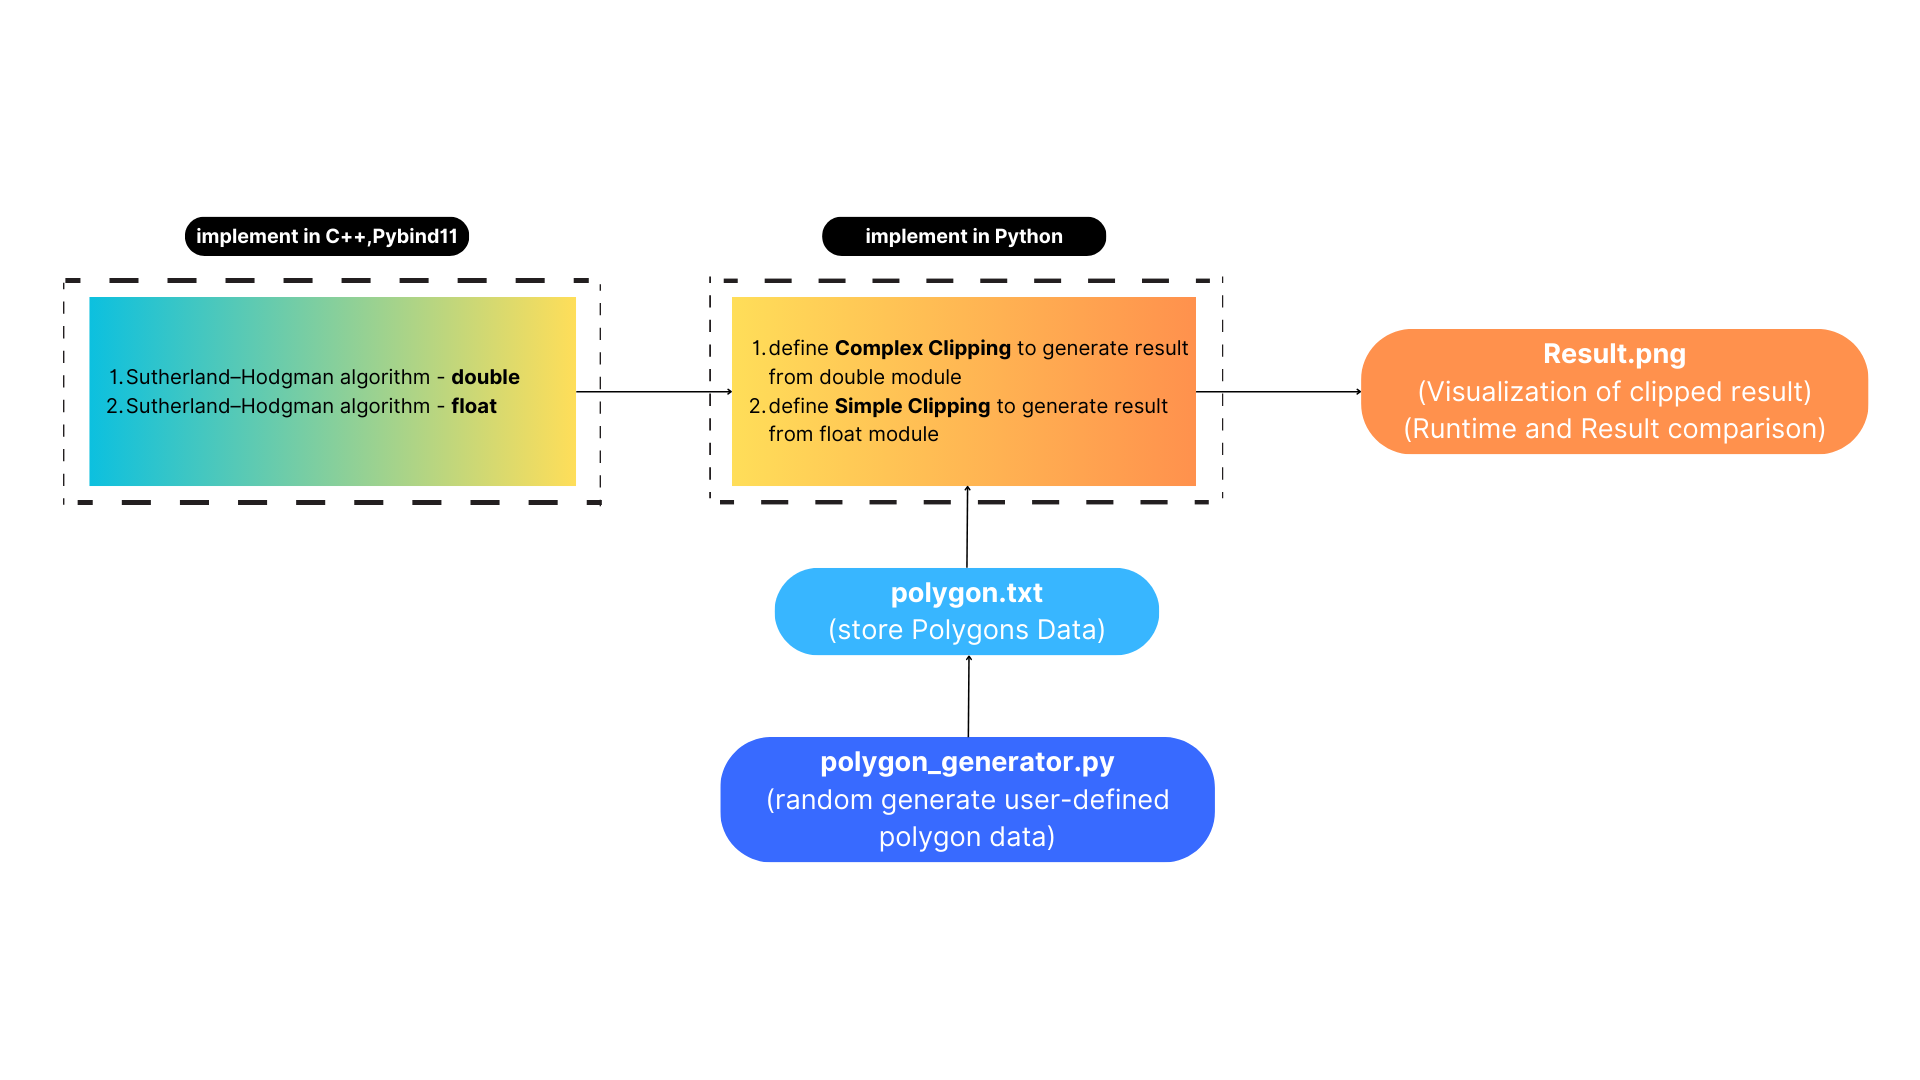 implement in C++,Pybind11
1. Sutherland–Hodgman algorithm - double
2. Sutherland–Hodgman algorithm - float
implement in Python
1. define Complex Clipping to generate result
from double module
2. define Simple Clipping to generate result
from float module
Result.png
(Visualization of clipped result)
(Runtime and Result comparison)
polygon.txt
(store Polygons Data)
polygon_generator.py
(random generate user-defined
polygon data)